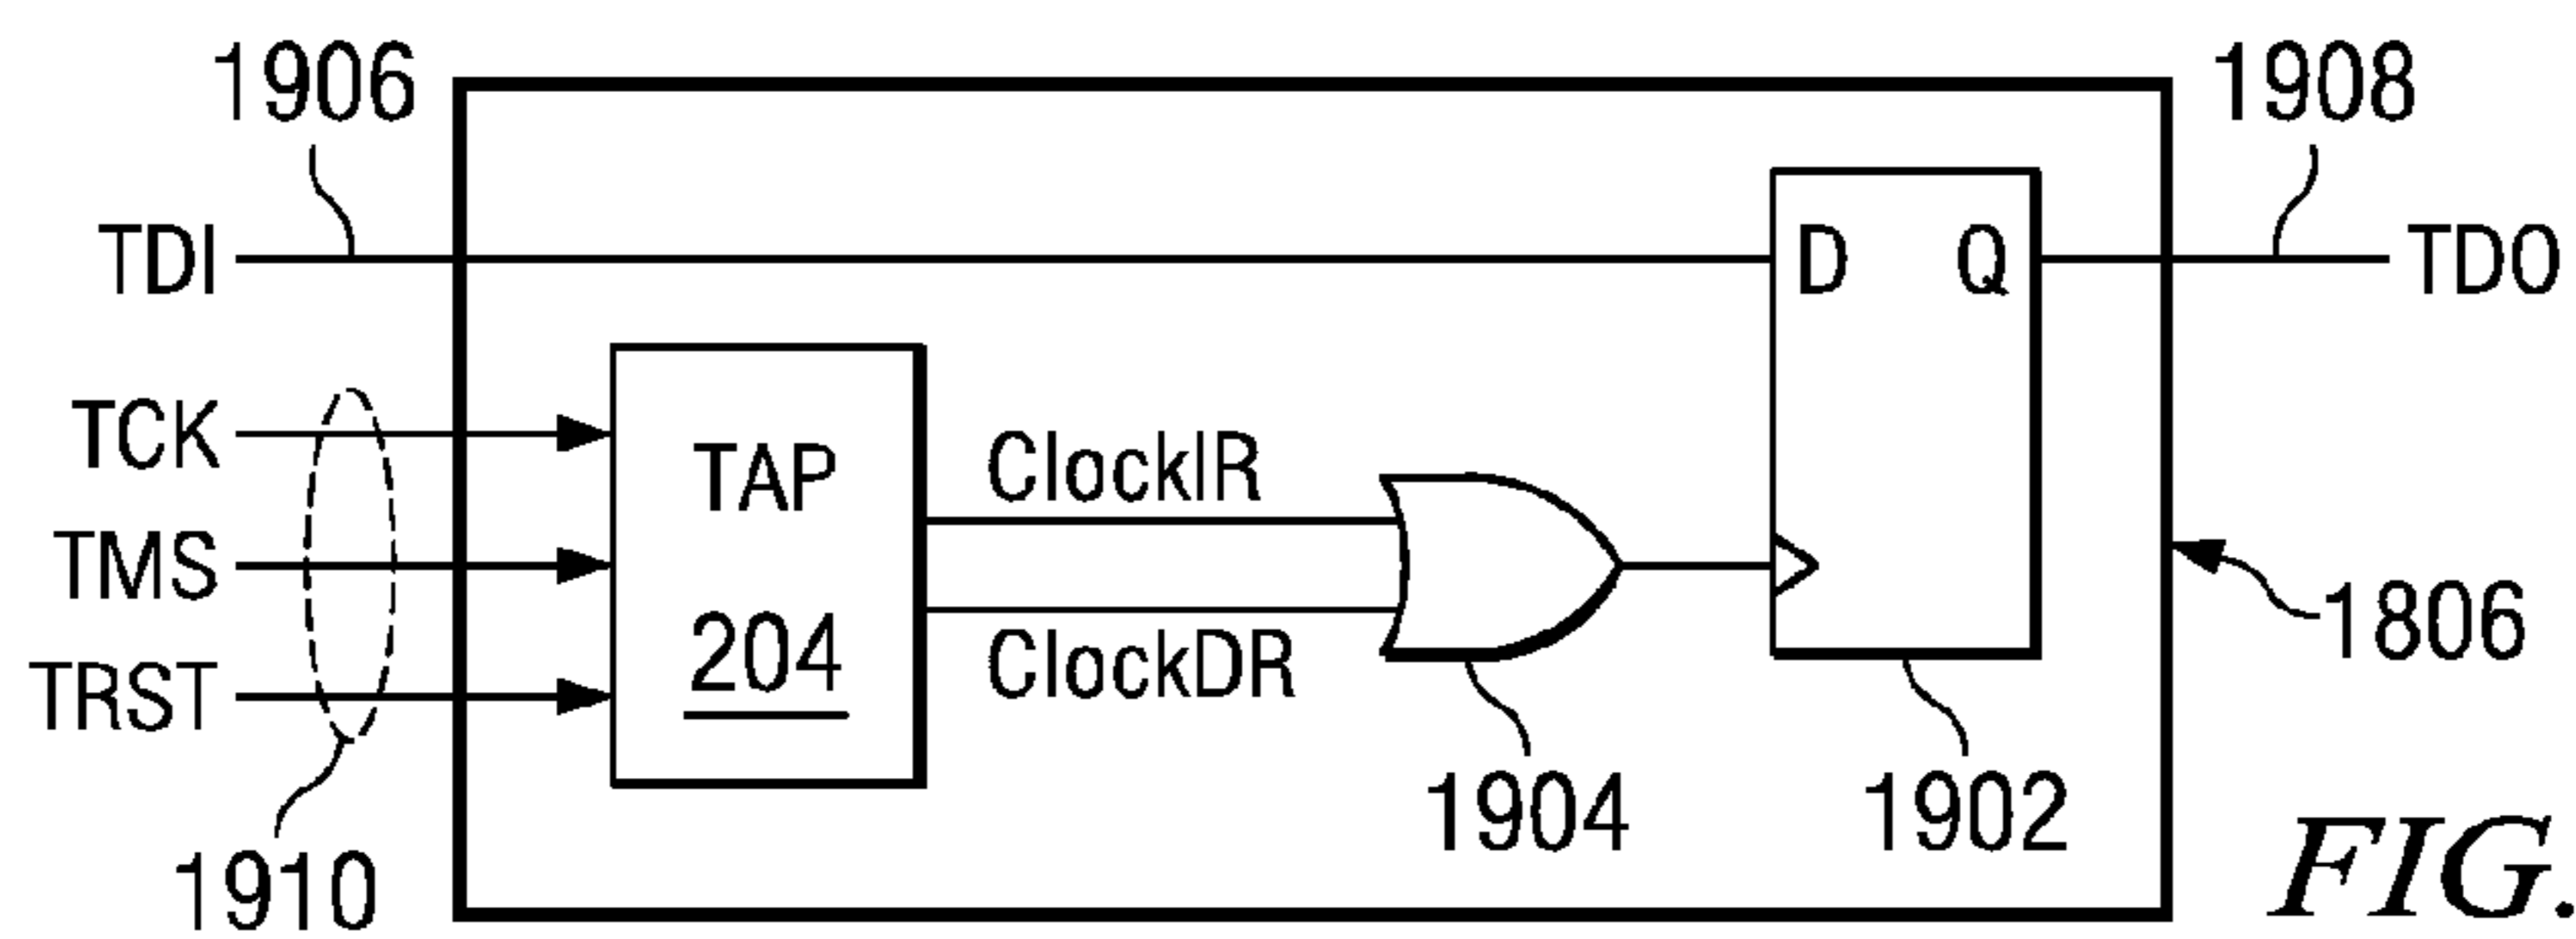 1906
1908
TDI
D
Q
TDO
TCK
TAP
ClockIR
TMS
204
ClockDR
1806
TRST
1904
1902
1910
FIG.